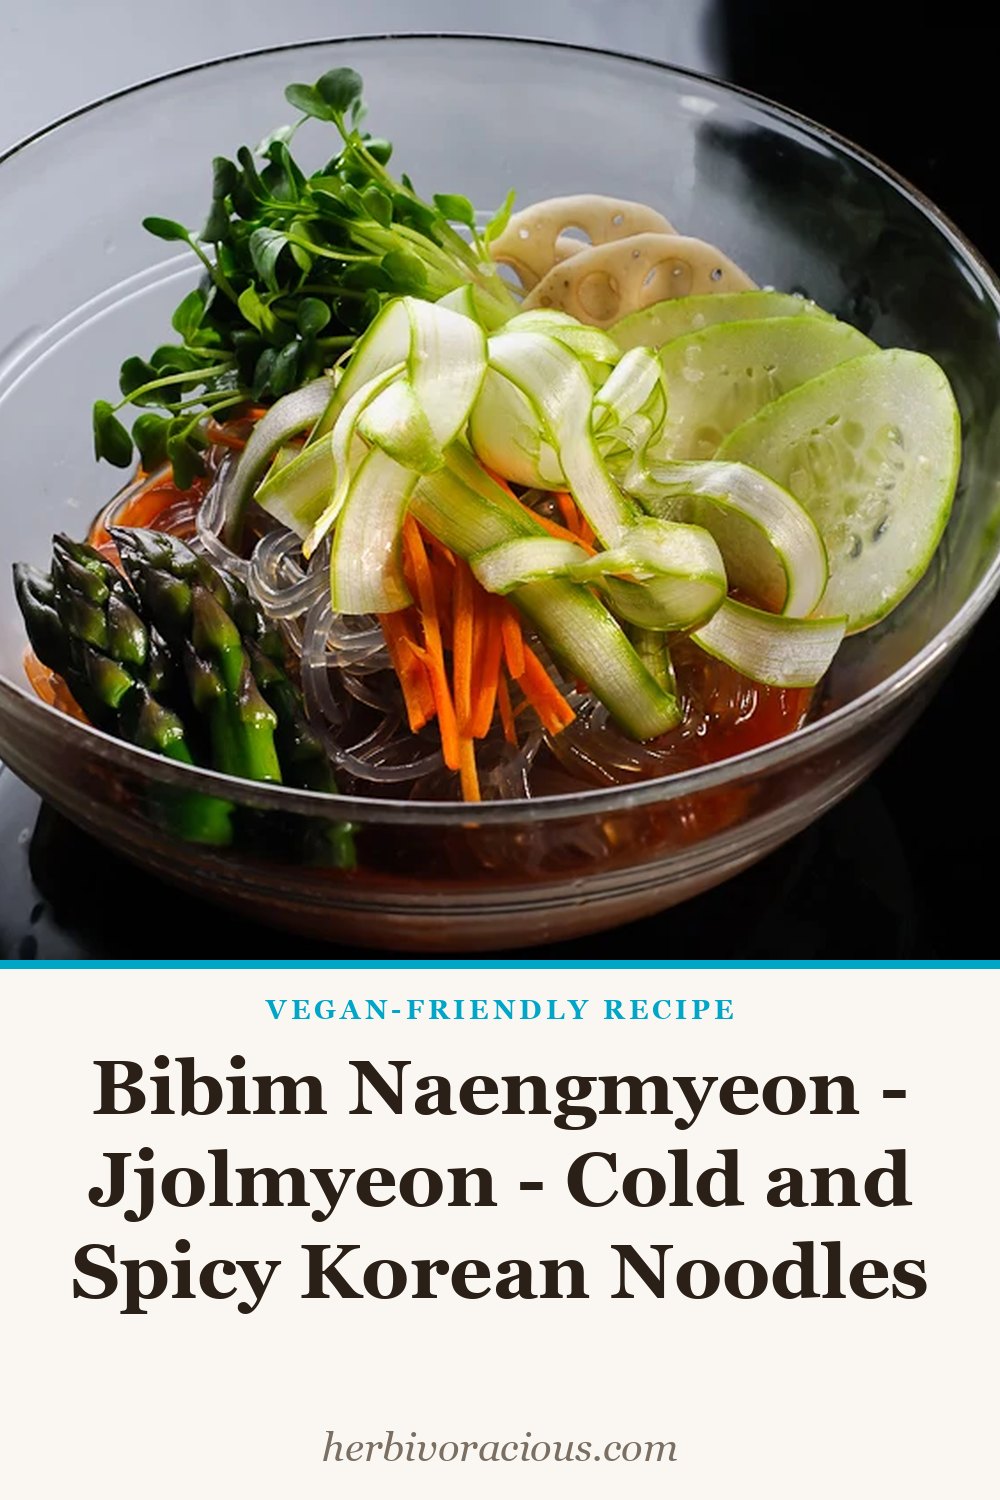 VEGAN-FRIENDLY RECIPE
Bibim Naengmyeon -
Jjolmyeon - Cold and
Spicy Korean Noodles
herbivoracious.com